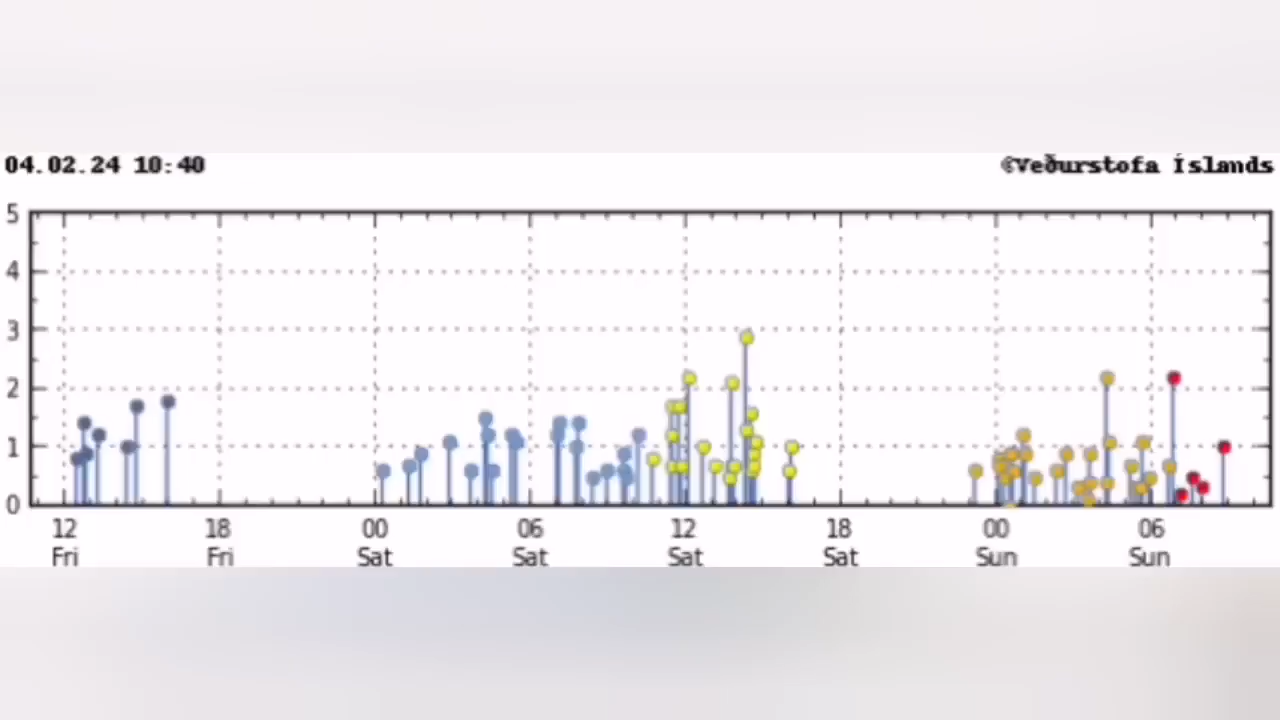 04.02.24 10:40
©Veðurstofa Íslands
5
4
3
2
1
0
12 18 00 06 12 18 00 06
Fri Fri Sat Sat Sat Sat Sun Sun